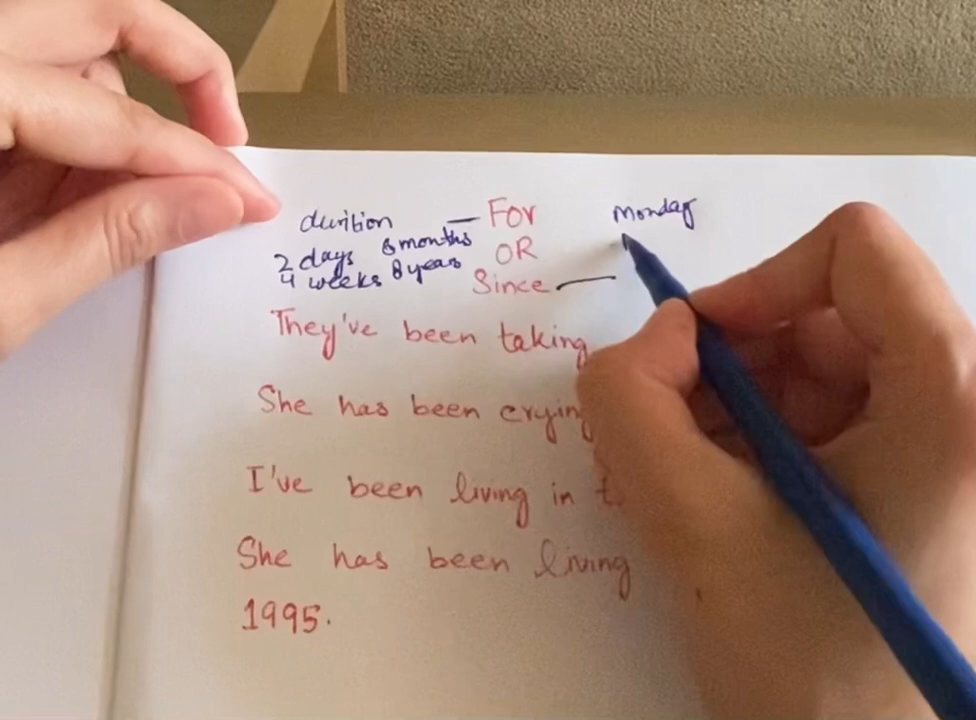 durition — For Monday
2 days 6 months OR
4 weeks 8 years Since —
They've been taking
She has been crying
I've been living in
She has been living
1995.